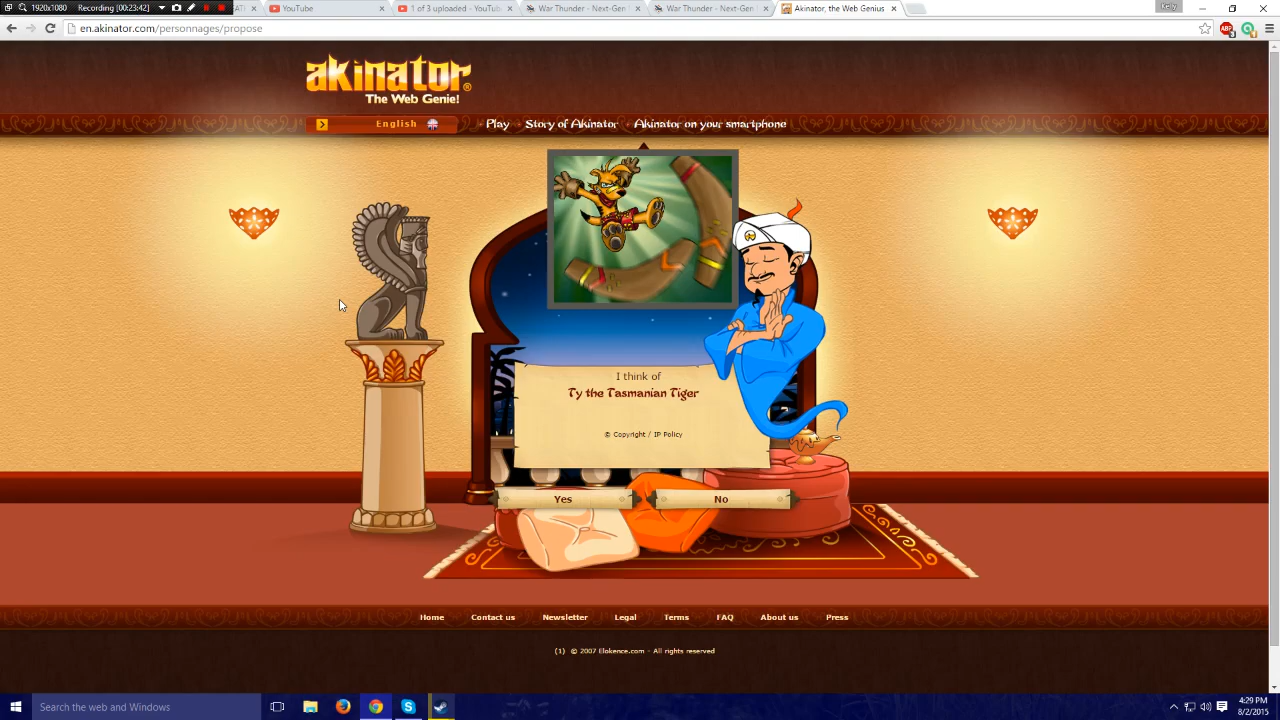 1920x1080
Recording [00:23:42]
YouTube
1 of 3 uploaded - YouTub
War Thunder - Next-Gen
War Thunder - Next-Gen
Akinator, the Web Genius
Kelly
en.akinator.com/personnages/propose
ABP
akinator®
The Web Genie!
English
Play
Story of Akinator
Akinator on your smartphone
I think of
Ty the Tasmanian Tiger
© Copyright / IP Policy
Yes
No
Home
Contact us
Newsletter
Legal
Terms
FAQ
About us
Press
(1) © 2007 Elokence.com - All rights reserved
Search the web and Windows
4:29 PM
8/2/2015